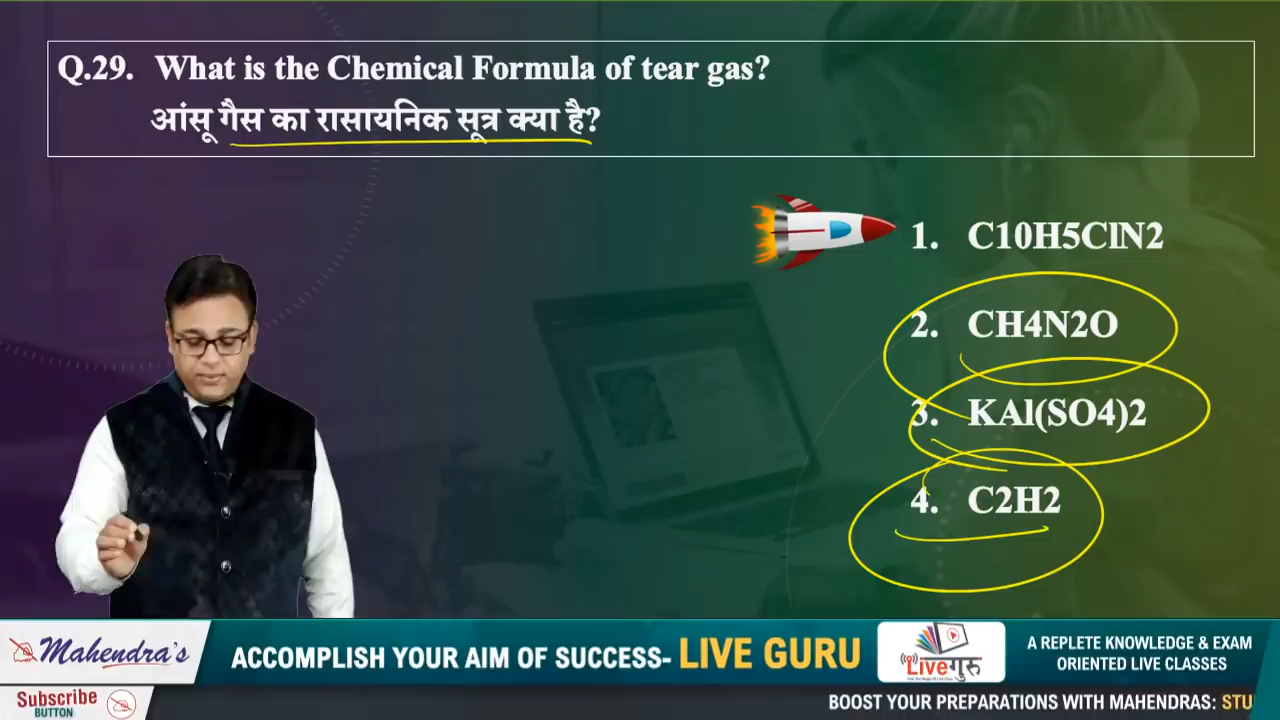 Q.29. What is the Chemical Formula of tear gas?
आंसू गैस का रासायनिक सूत्र क्या है?
1. C10H5ClN2
2. CH4N2O
3. KAl(SO4)2
4. C2H2
Mahendra's
ACCOMPLISH YOUR AIM OF SUCCESS- LIVE GURU
Liveगुरु
A REPLETE KNOWLEDGE & EXAM
ORIENTED LIVE CLASSES
Subscribe
BUTTON
BOOST YOUR PREPARATIONS WITH MAHENDRAS: STU